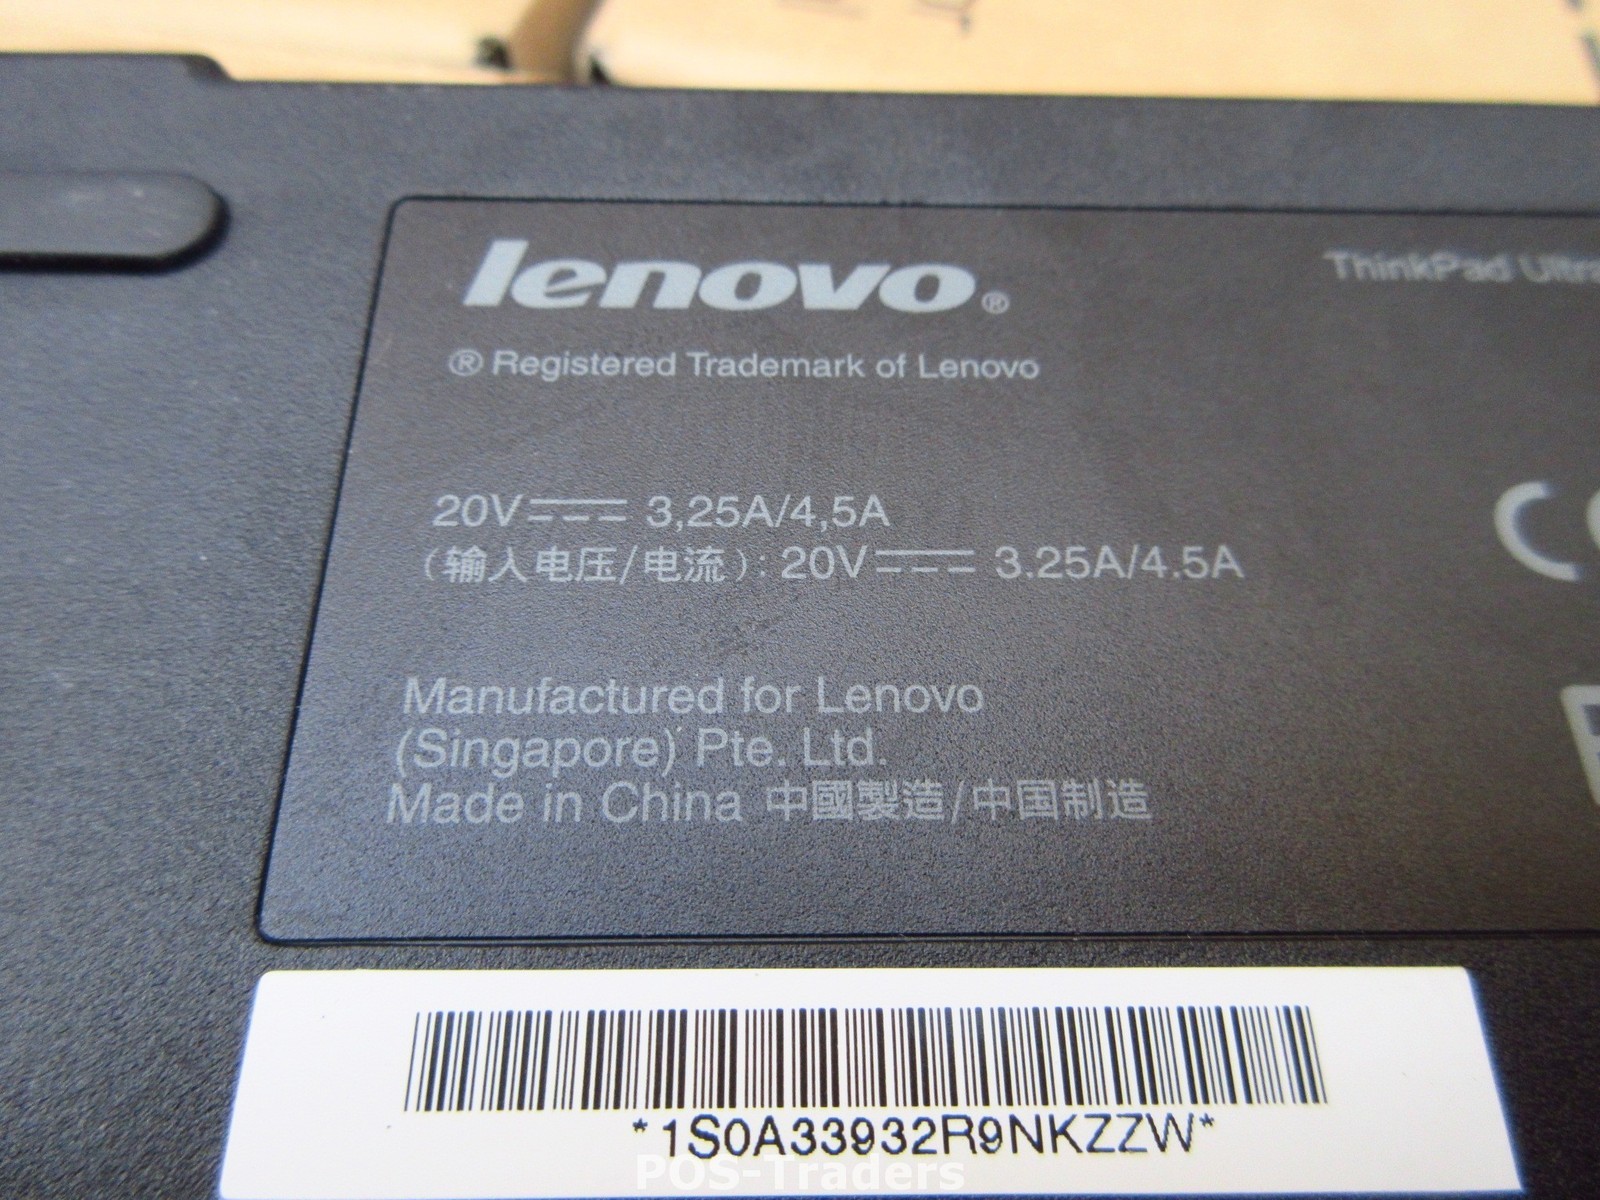 lenovo®
ThinkPad Ultra
® Registered Trademark of Lenovo
20V 3,25A/4,5A
(输入电压/电流): 20V 3.25A/4.5A
Manufactured for Lenovo
(Singapore) Pte. Ltd.
Made in China 中國製造/中国制造
*1S0A33932R9NKZZW*
POS-Traders